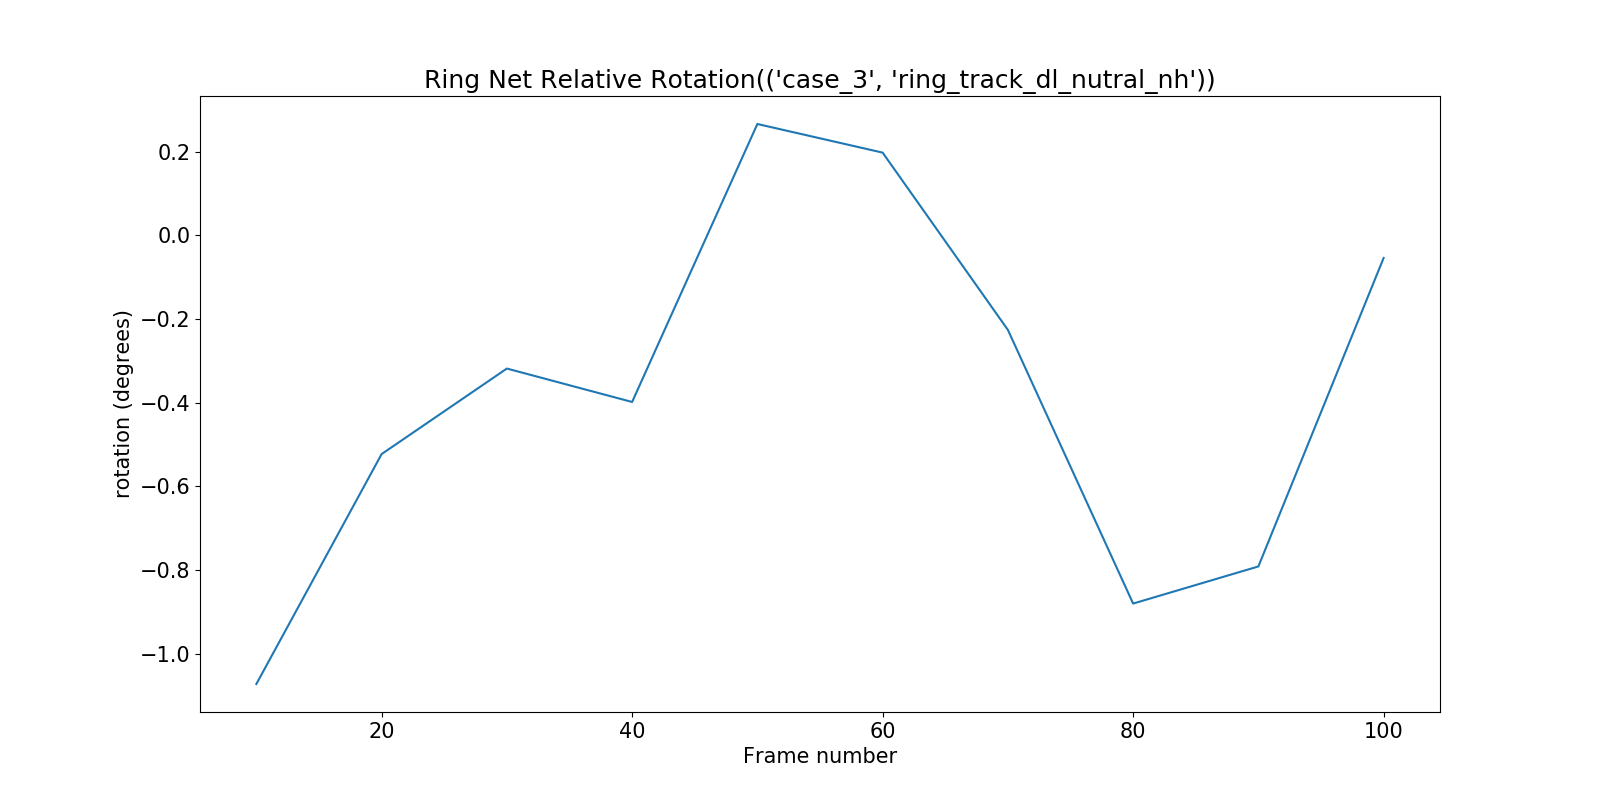 Ring Net Relative Rotation(('case_3', 'ring_track_dl_nutral_nh'))
0.2
0.0
−0.2
−0.4
−0.6
−0.8
−1.0
rotation (degrees)
20 40 60 80 100
Frame number